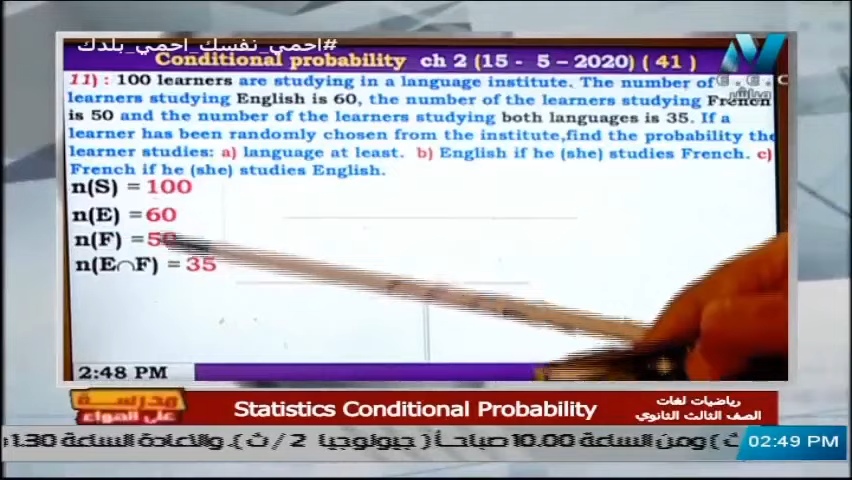 #احمي_نفسك_احمي_بلدك
Conditional probability ch 2 (15 - 5 - 2020) ( 41 )
مباشر
11) : 100 learners are studying in a language institute. The number of
learners studying English is 60, the number of the learners studying French
is 50 and the number of the learners studying both languages is 35. If a
learner has been randomly chosen from the institute,find the probability the
learner studies: a) language at least. b) English if he (she) studies French. c)
French if he (she) studies English.
n(S) = 100
n(E) = 60
n(F) = 50
n(E∩F) = 35
2:48 PM
مدرسة
على الهواء
Statistics Conditional Probability
رياضيات لغات
الصف الثالث الثانوي
ث ) ومن الساعة 10.00 صباحاً ( جيولوجيا 2 / ث ). والاعادة الساعة 1.30
02:49 PM